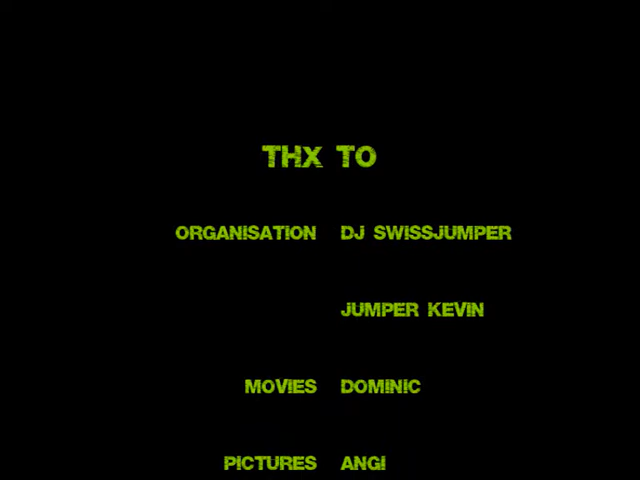 THX TO
ORGANISATION DJ SWISSJUMPER
JUMPER KEVIN
MOVIES DOMINIC
PICTURES ANGI